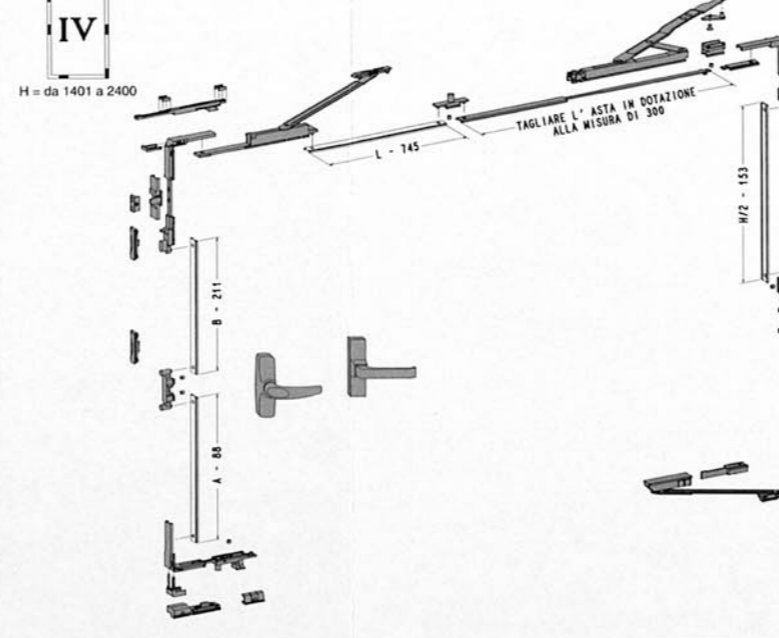 IV
H = da 1401 a 2400
TAGLIARE L' ASTA IN DOTAZIONE
ALLA MISURA DI 300
L - 745
H/2 - 153
B - 211
A - 88